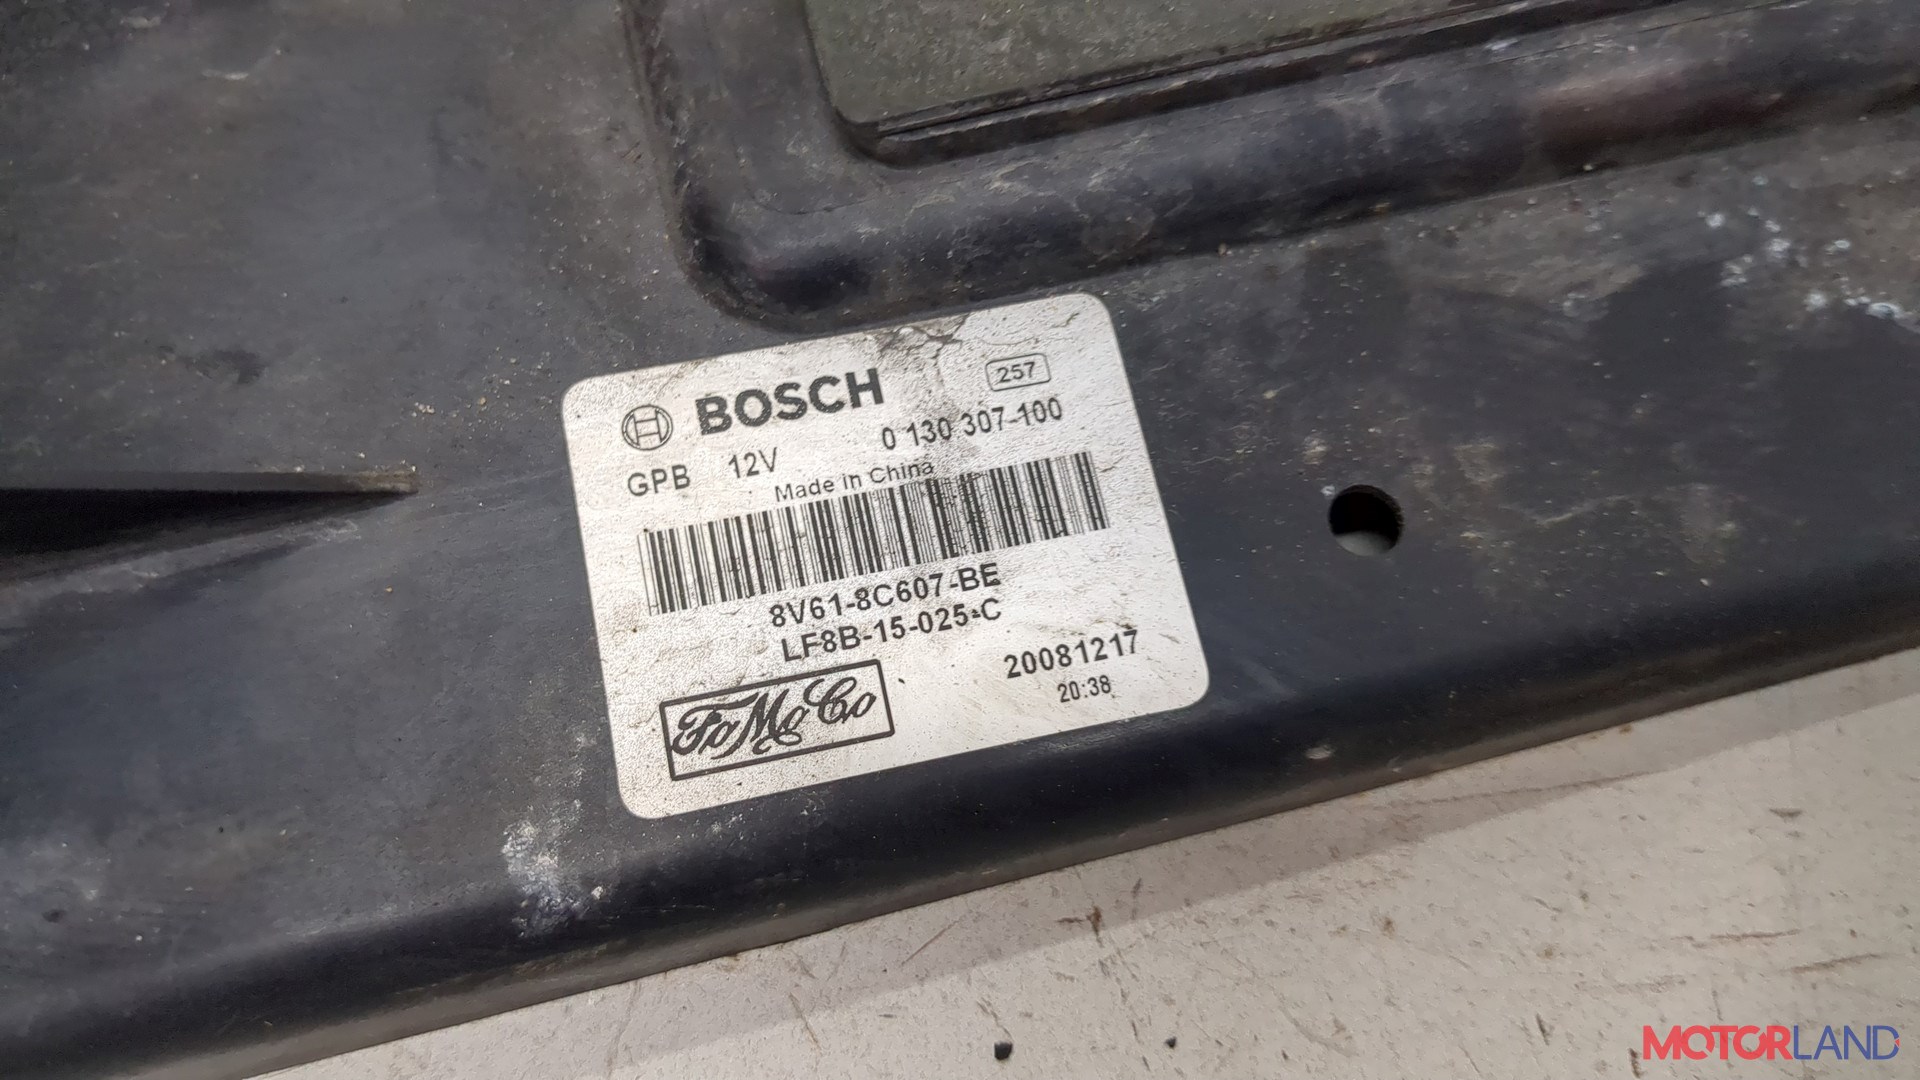 BOSCH 257
GPB 12V 0 130 307-100
Made in China
8V61-8C607-BE
LF8B-15-025-C
FoMoCo 20081217
20:38
MOTORLAND